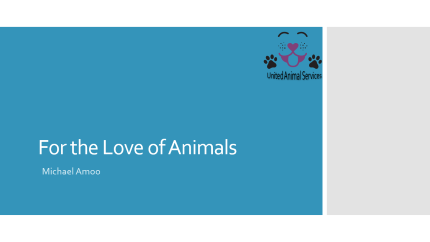 United Animal Services
For the Love of Animals
Michael Amoo